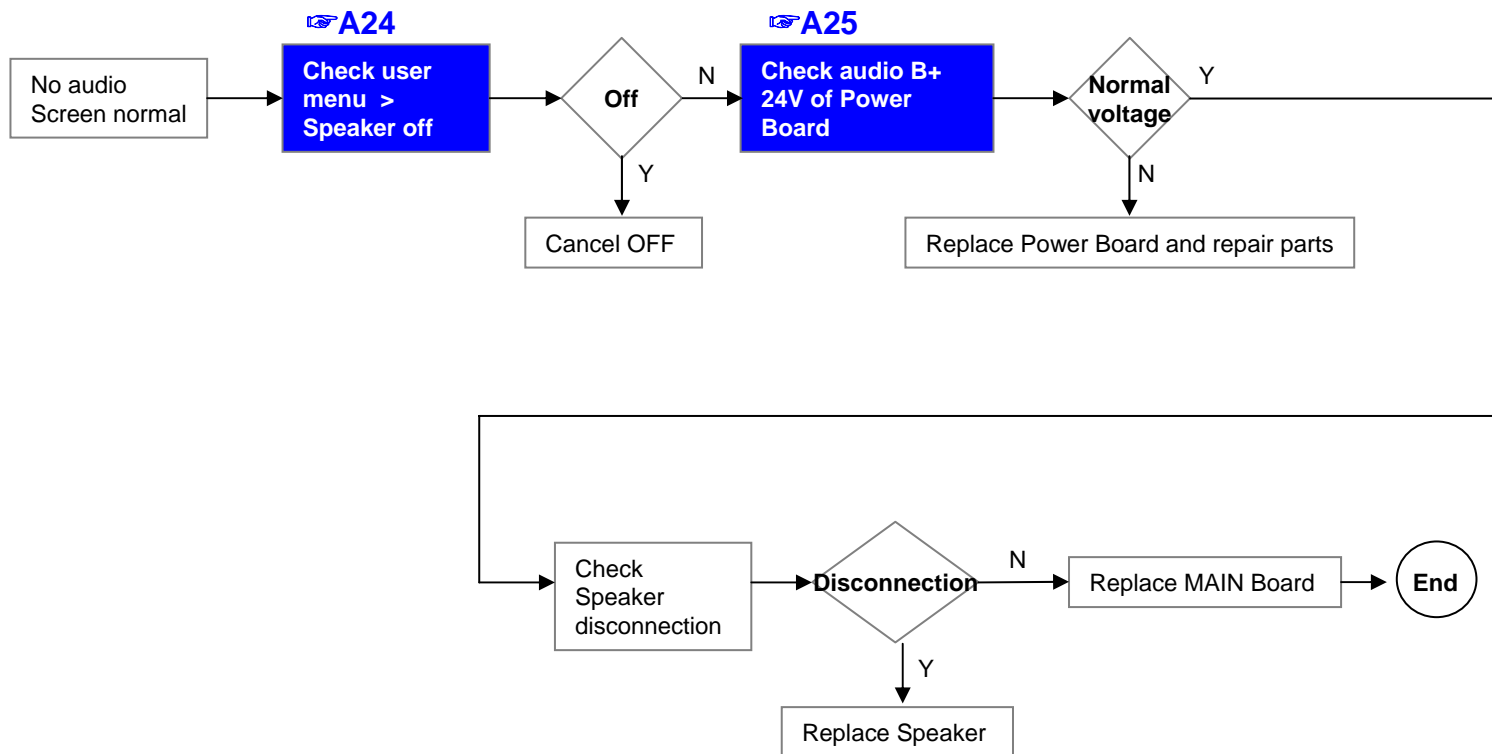 ☞A24
☞A25
No audio
Screen normal
Check user
menu >
Speaker off
Off
N
Y
Cancel OFF
Check audio B+
24V of Power
Board
Normal
voltage
Y
N
Replace Power Board and repair parts
Check
Speaker
disconnection
Disconnection
N
Y
Replace Speaker
Replace MAIN Board
End